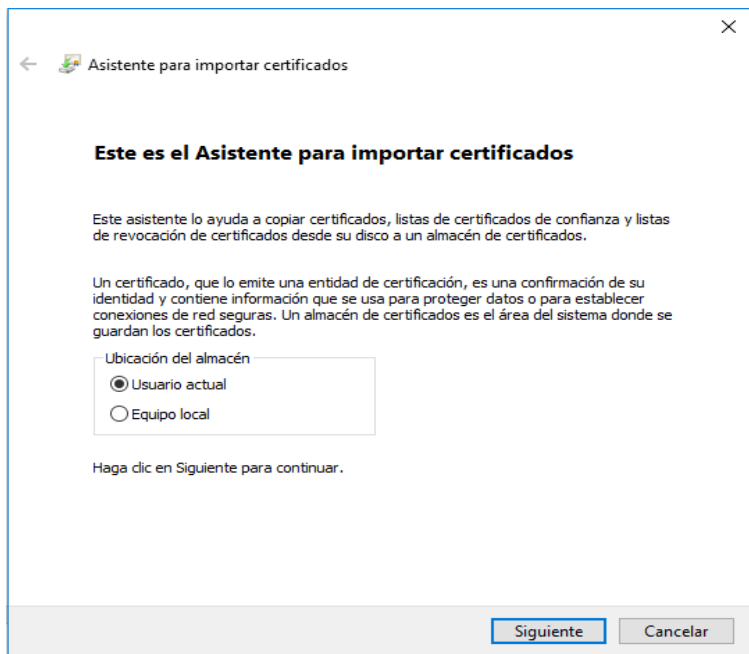 Asistente para importar certificados
Este es el Asistente para importar certificados
Este asistente lo ayuda a copiar certificados, listas de certificados de confianza y listas
de revocación de certificados desde su disco a un almacén de certificados.
Un certificado, que lo emite una entidad de certificación, es una confirmación de su
identidad y contiene información que se usa para proteger datos o para establecer
conexiones de red seguras. Un almacén de certificados es el área del sistema donde se
guardan los certificados.
Ubicación del almacén
Usuario actual
Equipo local
Haga clic en Siguiente para continuar.
Siguiente
Cancelar